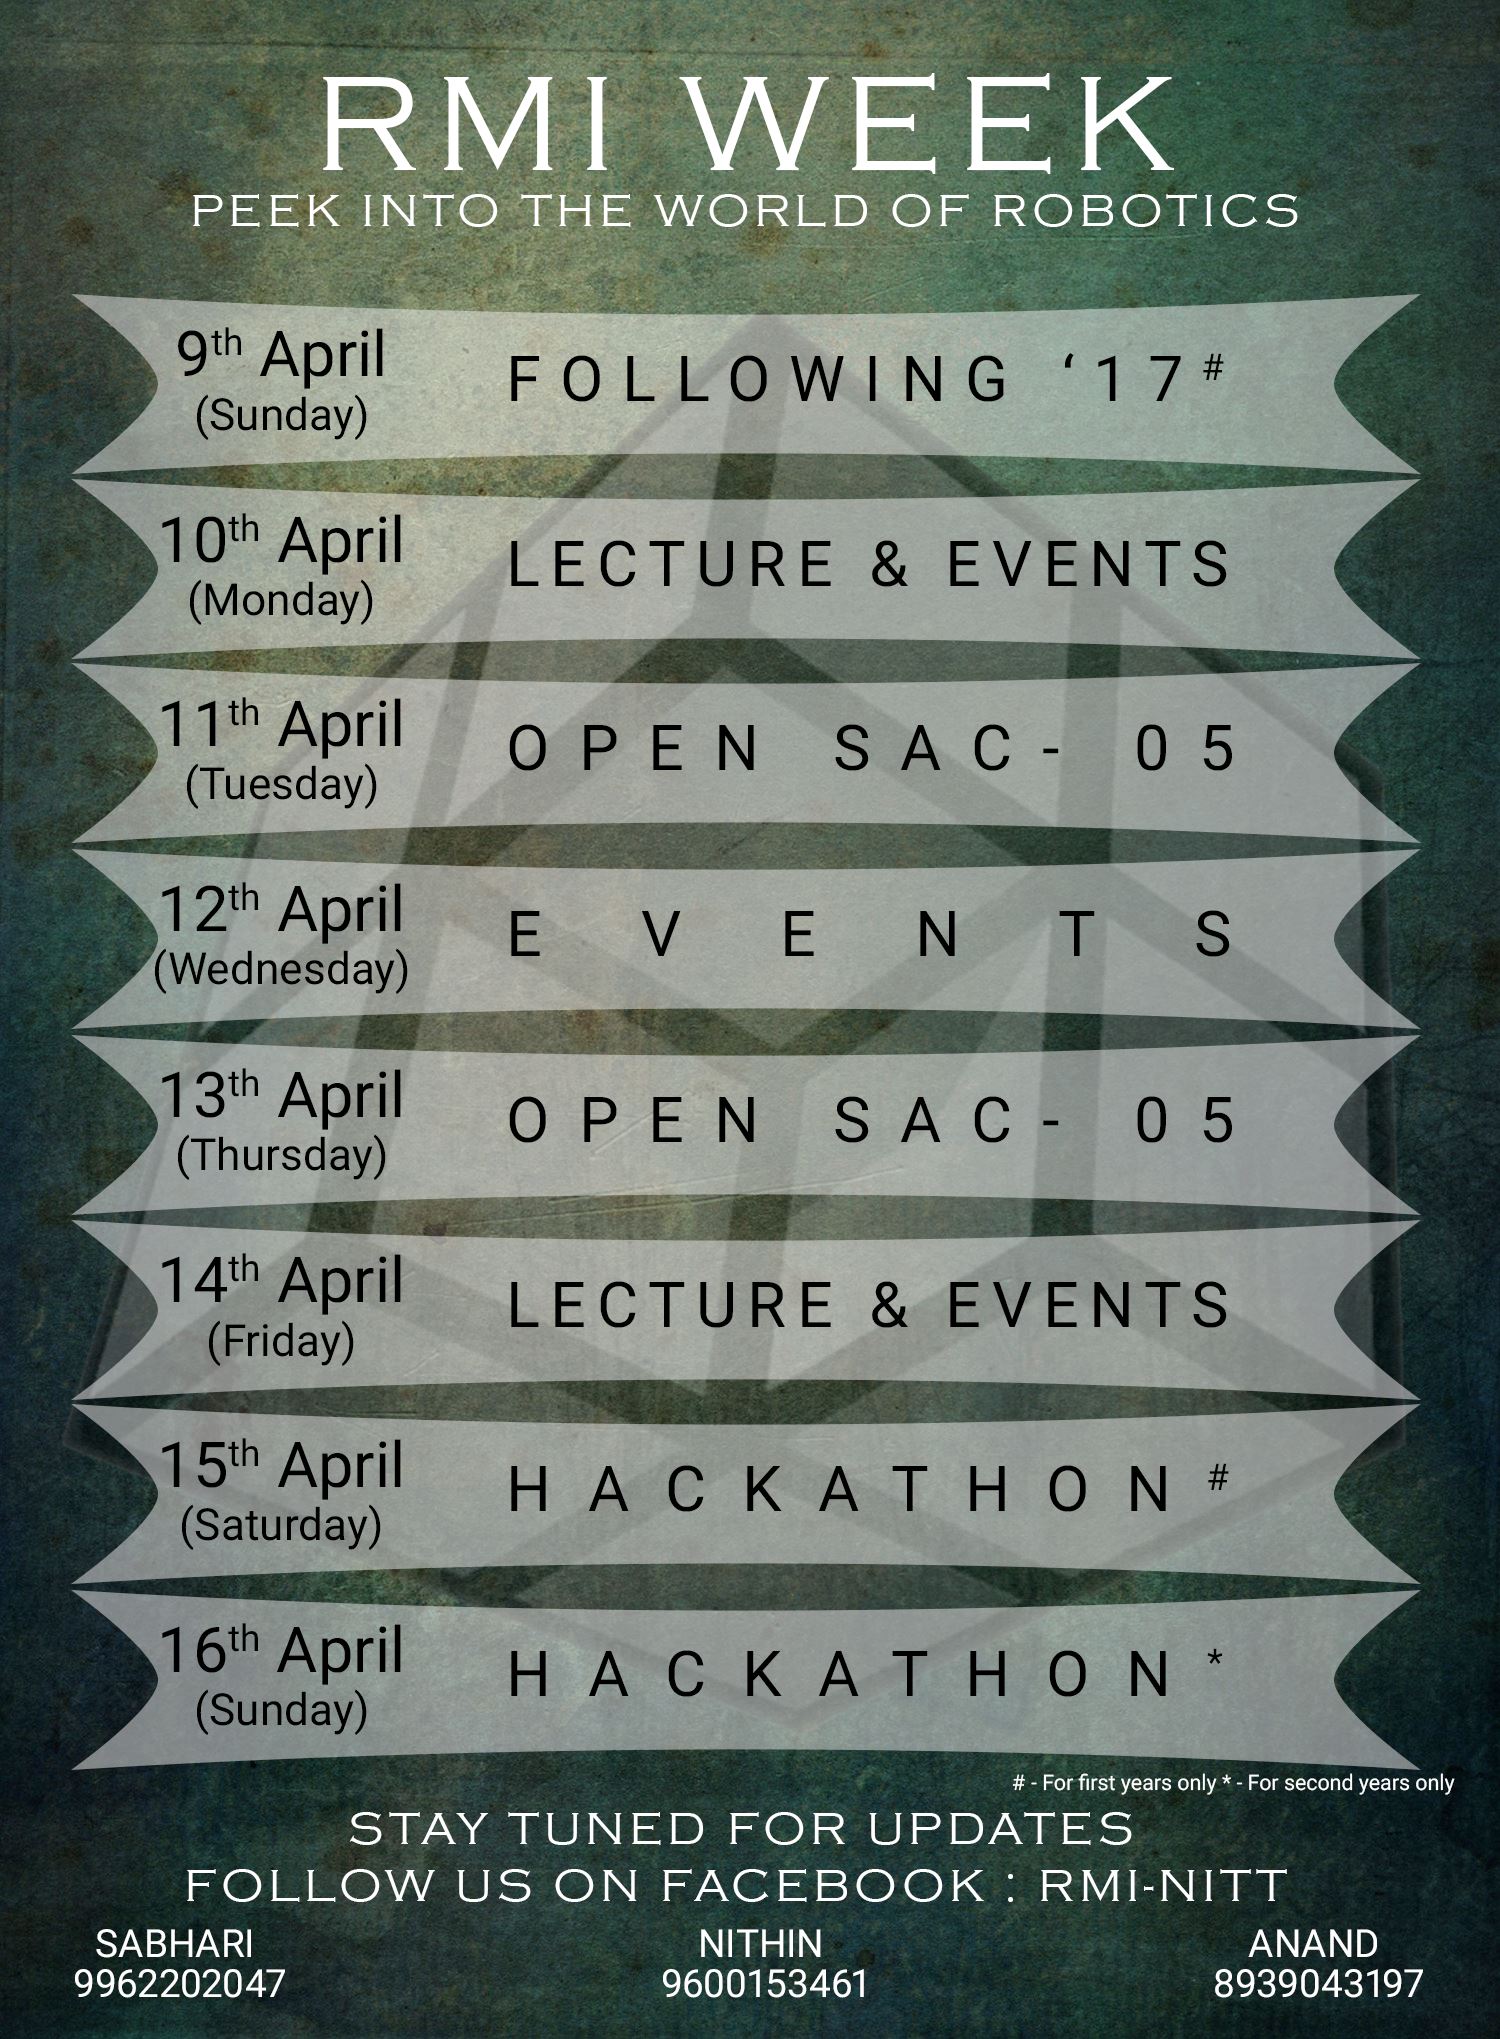 RMI WEEK
PEEK INTO THE WORLD OF ROBOTICS
9th April
(Sunday)
FOLLOWING ‘17#
10th April
(Monday)
LECTURE & EVENTS
11th April
(Tuesday)
OPEN SAC- 05
12th April
(Wednesday)
EVENTS
13th April
(Thursday)
OPEN SAC- 05
14th April
(Friday)
LECTURE & EVENTS
15th April
(Saturday)
HACKATHON#
16th April
(Sunday)
HACKATHON*
# - For first years only * - For second years only
STAY TUNED FOR UPDATES
FOLLOW US ON FACEBOOK : RMI-NITT
SABHARI
9962202047
NITHIN
9600153461
ANAND
8939043197